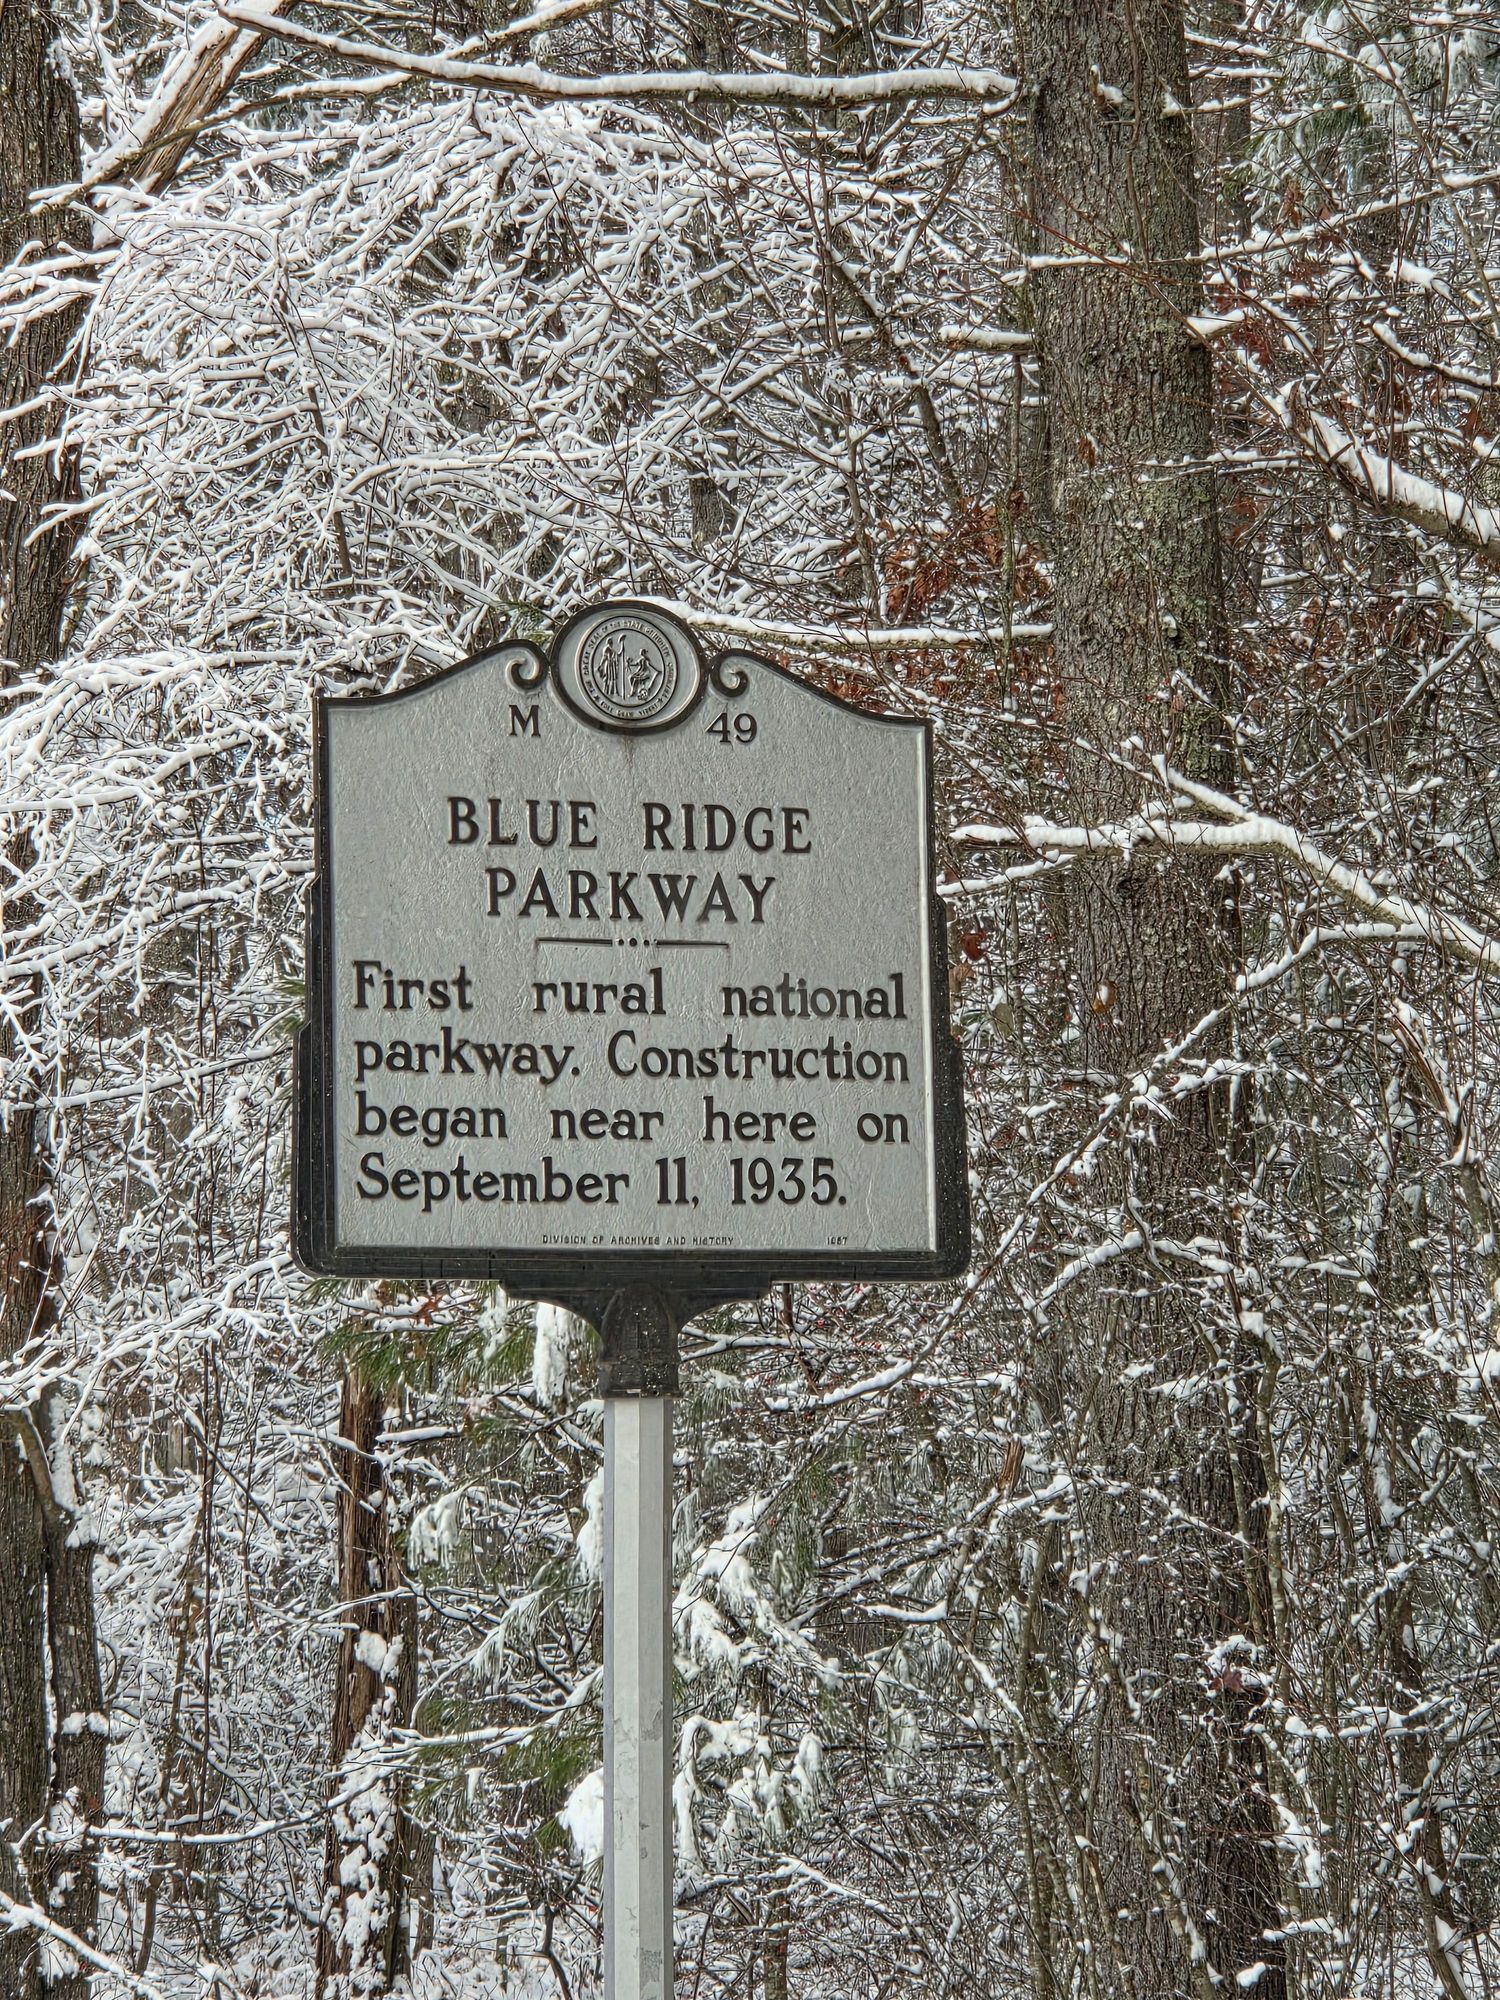 M 49
BLUE RIDGE
PARKWAY
First rural national
parkway. Construction
began near here on
September 11, 1935.
DIVISION OF ARCHIVES AND HISTORY 1987